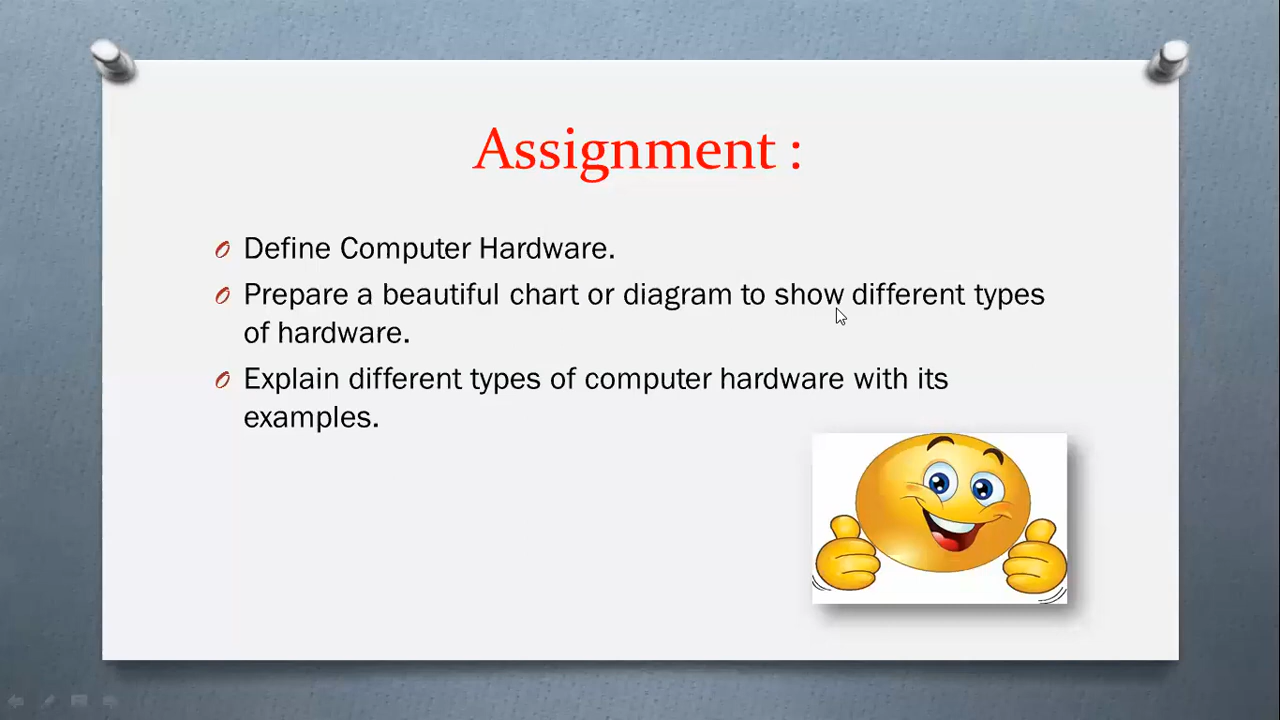 Assignment :
Define Computer Hardware.
Prepare a beautiful chart or diagram to show different types
of hardware.
Explain different types of computer hardware with its
examples.